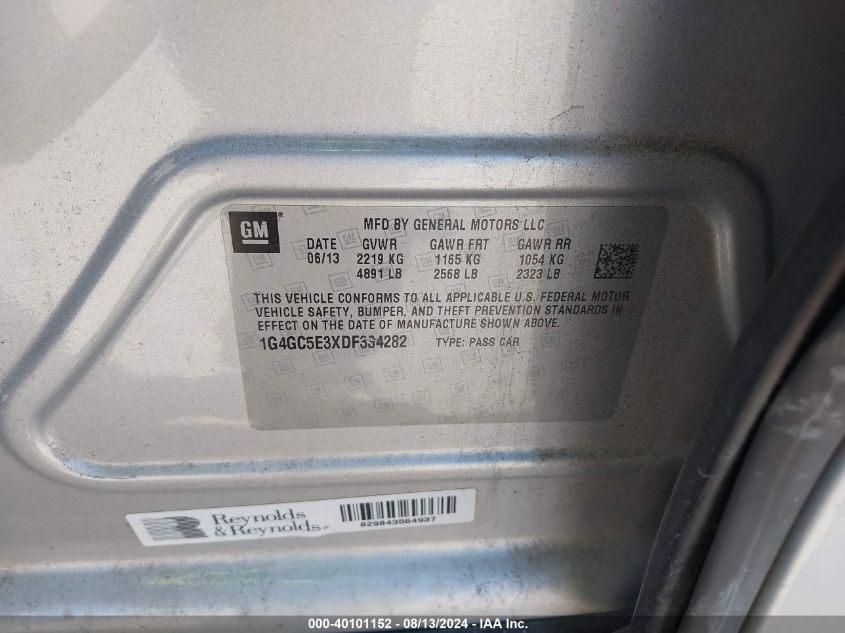 GM
MFD BY GENERAL MOTORS LLC
DATE GVWR GAWR FRT GAWR RR
06/13 2219 KG 1165 KG 1054 KG
4891 LB 2568 LB 2323 LB
THIS VEHICLE CONFORMS TO ALL APPLICABLE U.S. FEDERAL MOTOR
VEHICLE SAFETY, BUMPER, AND THEFT PREVENTION STANDARDS IN
EFFECT ON THE DATE OF MANUFACTURE SHOWN ABOVE.
1G4GC5E3XDF334282 TYPE: PASS CAR
Reynolds
& Reynolds
829843564937
000-40101152 - 08/13/2024 - IAA Inc.